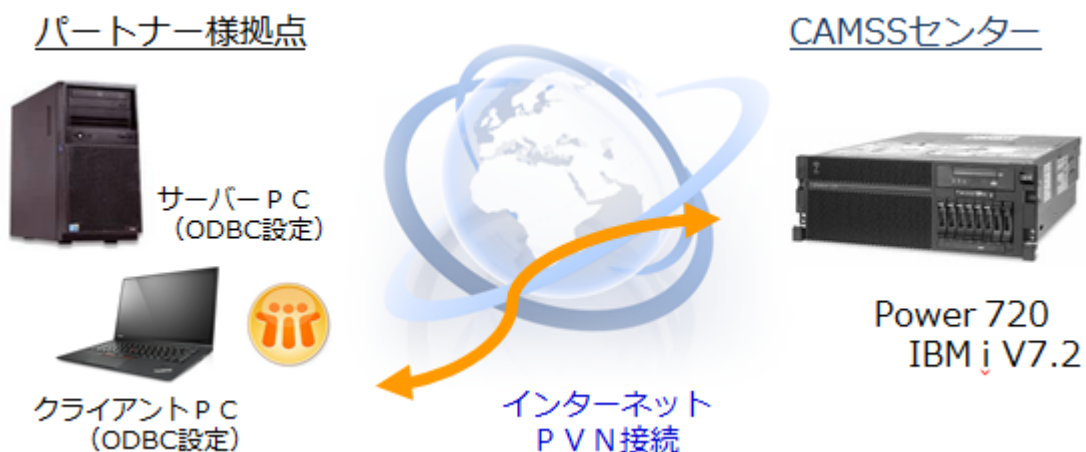 パートナー様拠点
CAMSSセンター
サーバーＰＣ
（ODBC設定）
クライアントＰＣ
（ODBC設定）
インターネット
ＰＶＮ接続
Power 720
IBM i V7.2